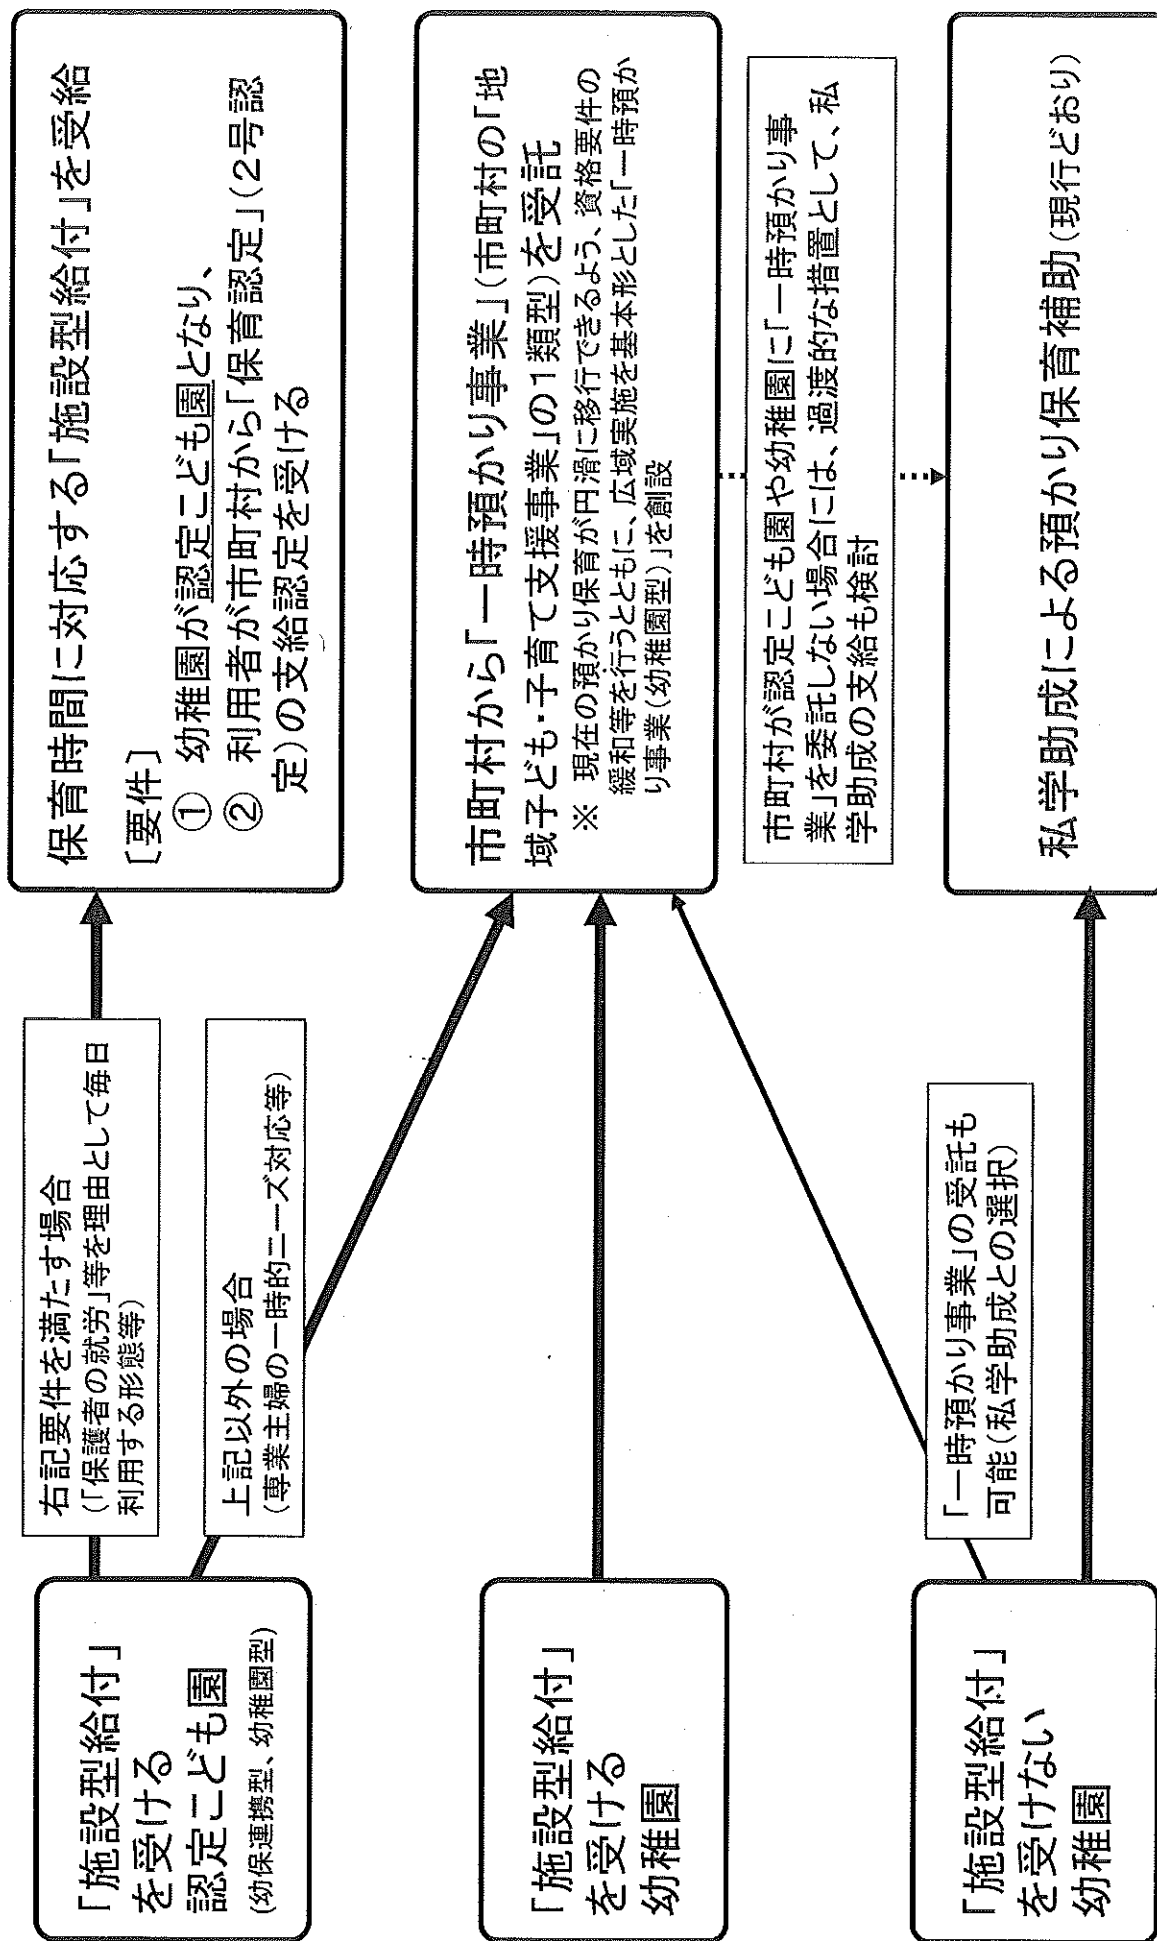 「施設型給付」
を受ける
認定こども園
(幼保連携型、幼稚園型)
右記要件を満たす場合
(「保護者の就労」等を理由として毎日
利用する形態等)
上記以外の場合
(専業主婦の一時的ニーズ対応等)
保育時間に対応する「施設型給付」を受給
〔要件〕
① 幼稚園が認定こども園となり、
② 利用者が市町村から「保育認定」(2号認
定)の支給認定を受ける
「施設型給付」
を受ける
幼稚園
市町村から「一時預かり事業」(市町村の「地
域子ども・子育て支援事業」の1類型)を受託
※ 現在の預かり保育が円滑に移行できるよう、資格要件の
緩和等を行うとともに、広域実施を基本形とした「一時預か
り事業(幼稚園型)」を創設
市町村が認定こども園や幼稚園に「一時預かり事
業」を委託しない場合には、過渡的な措置として、私
学助成の支給も検討
「施設型給付」
を受けない
幼稚園
「一時預かり事業」の受託も
可能(私学助成との選択)
私学助成による預かり保育補助(現行どおり)